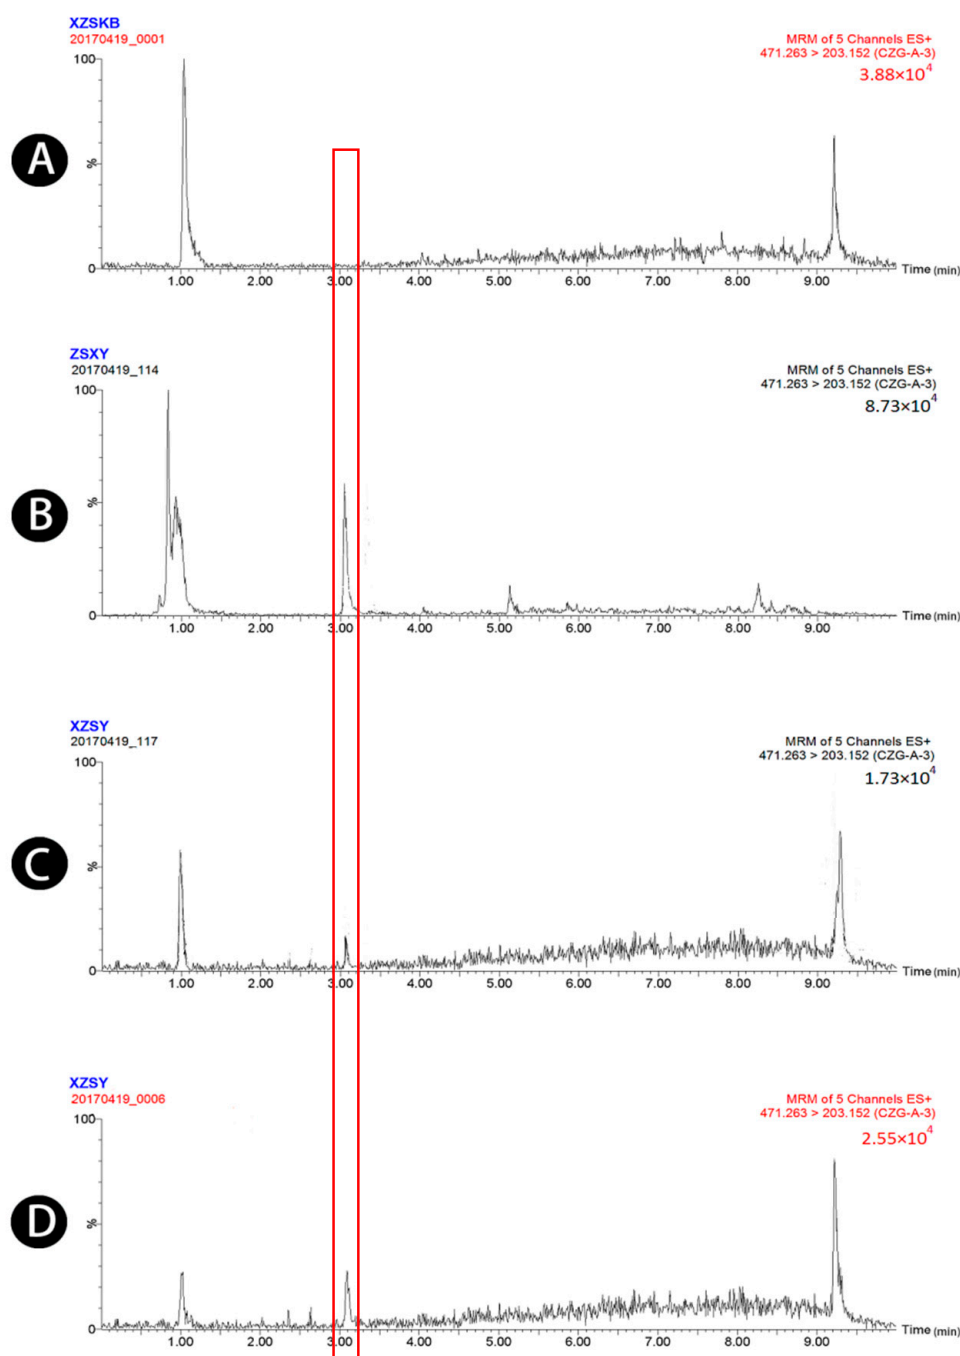 XZSKB
20170419_0001
MRM of 5 Channels ES+
471.263 > 203.152 (CZG-A-3)
3.88×10⁴
100
A
%
0
1.00 2.00 3.00 4.00 5.00 6.00 7.00 8.00 9.00
Time (min)
ZSXY
20170419_114
MRM of 5 Channels ES+
471.263 > 203.152 (CZG-A-3)
8.73×10⁴
100
B
%
0
1.00 2.00 3.00 4.00 5.00 6.00 7.00 8.00 9.00
Time (min)
XZSY
20170419_117
MRM of 5 Channels ES+
471.263 > 203.152 (CZG-A-3)
1.73×10⁴
100
C
%
0
1.00 2.00 3.00 4.00 5.00 6.00 7.00 8.00 9.00
Time (min)
XZSY
20170419_0006
MRM of 5 Channels ES+
471.263 > 203.152 (CZG-A-3)
2.55×10⁴
100
D
%
0
1.00 2.00 3.00 4.00 5.00 6.00 7.00 8.00 9.00
Time (min)